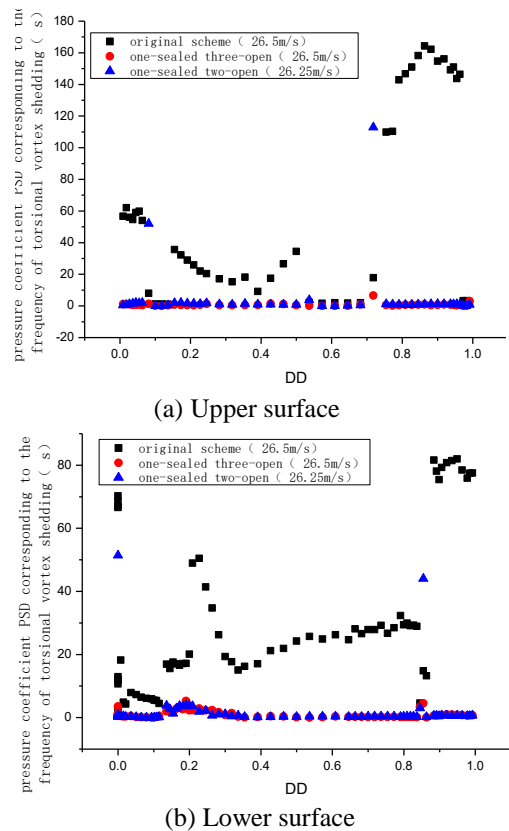 pressure coefficient PSD corresponding to the
frequency of torsional vortex shedding ( s)
original scheme ( 26.5m/s)
one-sealed three-open ( 26.5m/s)
one-sealed two-open ( 26.25m/s)
180
160
140
120
100
80
60
40
20
0
-20
0.0 0.2 0.4 0.6 0.8 1.0
DD
(a) Upper surface
pressure coefficient PSD corresponding to the
frequency of torsional vortex shedding ( s)
original scheme ( 26.5m/s)
one-sealed three-open ( 26.5m/s)
one-sealed two-open ( 26.25m/s)
80
60
40
20
0
0.0 0.2 0.4 0.6 0.8 1.0
DD
(b) Lower surface